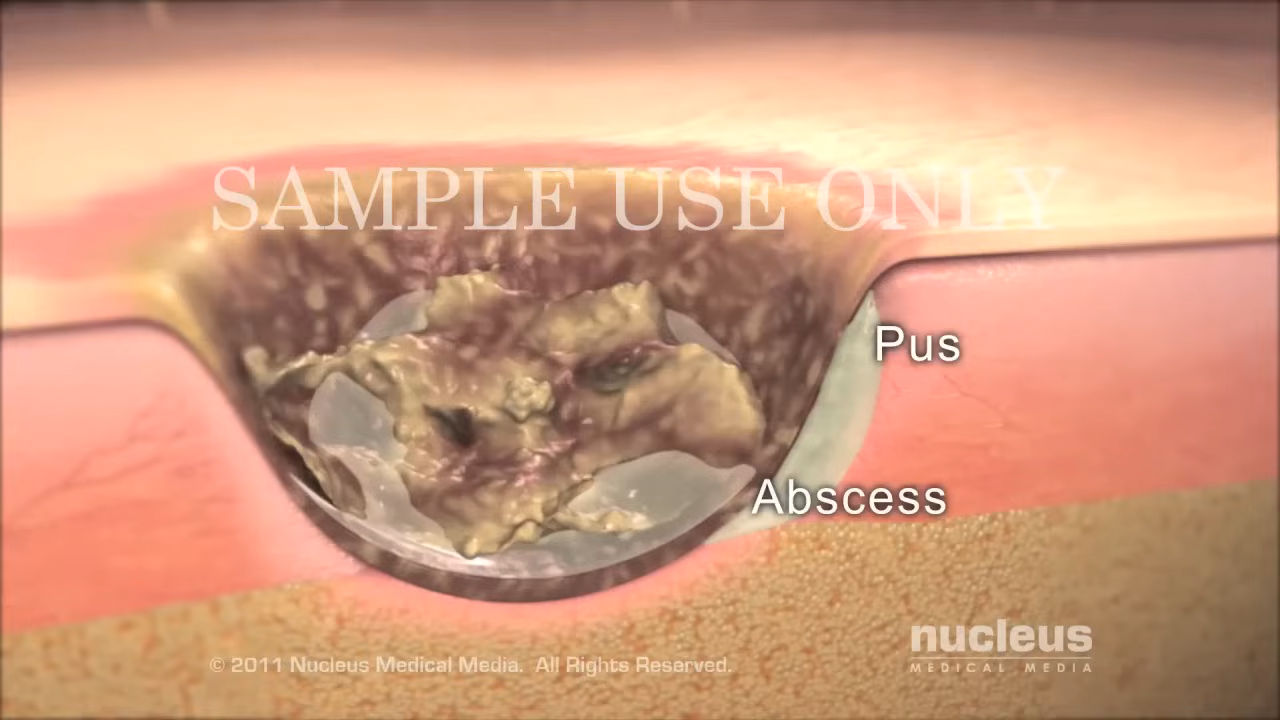 SAMPLE USE ONLY
Pus
Abscess
nucleus
MEDICAL MEDIA
© 2011 Nucleus Medical Media. All Rights Reserved.